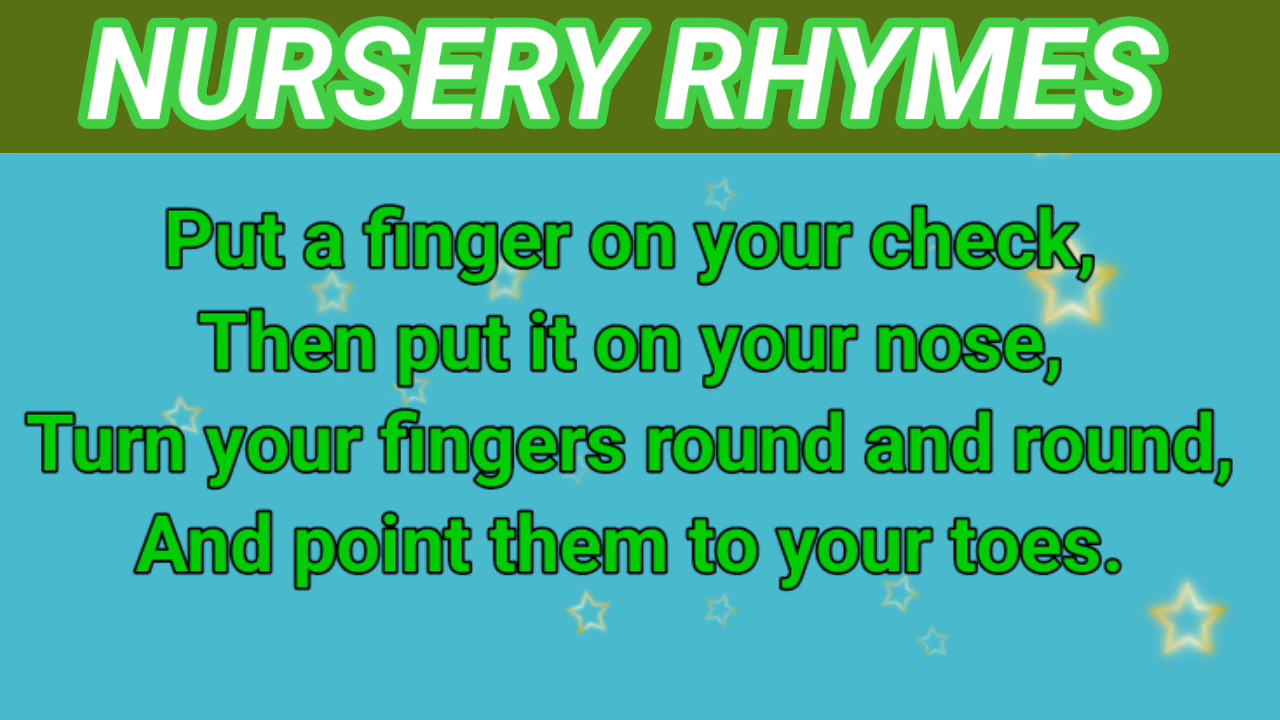 NURSERY RHYMES
Put a finger on your check,
Then put it on your nose,
Turn your fingers round and round,
And point them to your toes.